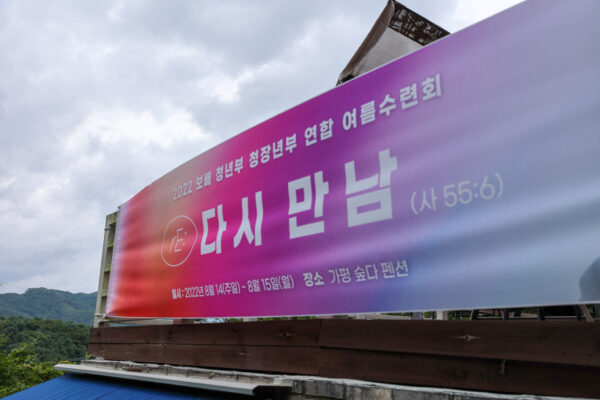 2022 보배 청년부 청장년부 연합 여름수련회
rE: 다시 만남 (사 55:6)
일시 : 2022년 8월 14(주일) ~ 8월 15일(월) 장소 가평 숲다 펜션